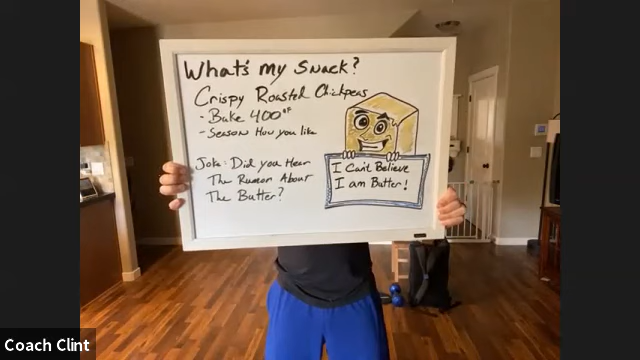 What's my Snack?
Crispy Roasted Chickpeas
- Bake 400°F
- Season How you like
Joke: Did you Hear
The Rumor About
The Butter?
I Can't Believe
I am Butter!
Coach Clint